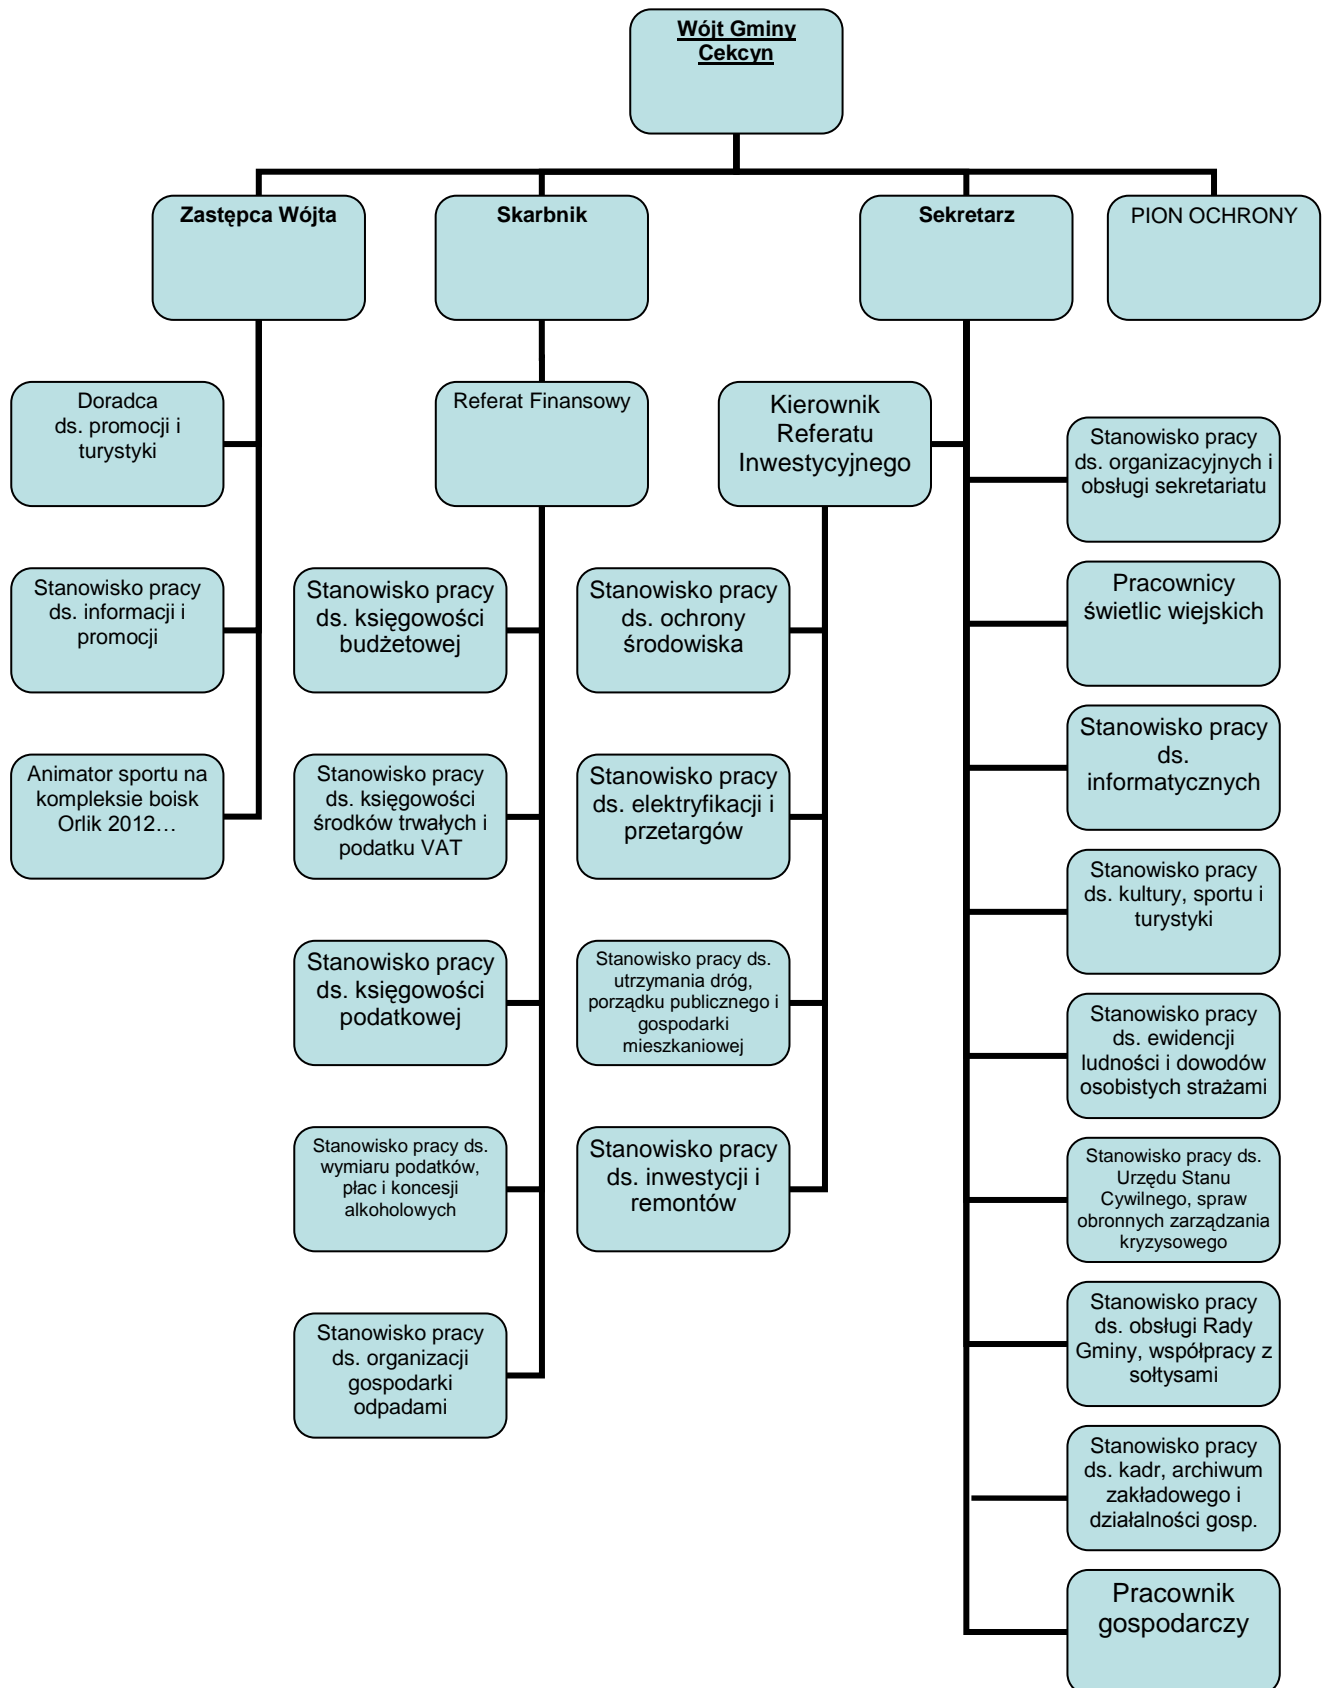 Wójt Gminy
Cekcyn
Zastępca Wójta
Skarbnik
Sekretarz
PION OCHRONY
Doradca
ds. promocji i
turystyki
Referat Finansowy
Kierownik
Referatu
Inwestycyjnego
Stanowisko pracy
ds. organizacyjnych i
obsługi sekretariatu
Stanowisko pracy
ds. informacji i
promocji
Stanowisko pracy
ds. księgowości
budżetowej
Stanowisko pracy
ds. ochrony
środowiska
Pracownicy
świetlic wiejskich
Stanowisko pracy
ds.
informatycznych
Animator sportu na
kompleksie boisk
Orlik 2012…
Stanowisko pracy
ds. księgowości
środków trwałych i
podatku VAT
Stanowisko pracy
ds. elektryfikacji i
przetargów
Stanowisko pracy
ds. kultury, sportu i
turystyki
Stanowisko pracy
ds. księgowości
podatkowej
Stanowisko pracy ds.
utrzymania dróg,
porządku publicznego i
gospodarki
mieszkaniowej
Stanowisko pracy
ds. ewidencji
ludności i dowodów
osobistych strażami
Stanowisko pracy ds.
wymiaru podatków,
płac i koncesji
alkoholowych
Stanowisko pracy
ds. inwestycji i
remontów
Stanowisko pracy ds.
Urzędu Stanu
Cywilnego, spraw
obronnych zarządzania
kryzysowego
Stanowisko pracy
ds. obsługi Rady
Gminy, współpracy z
sołtysami
Stanowisko pracy
ds. organizacji
gospodarki
odpadami
Stanowisko pracy
ds. kadr, archiwum
zakładowego i
działalności gosp.
Pracownik
gospodarczy